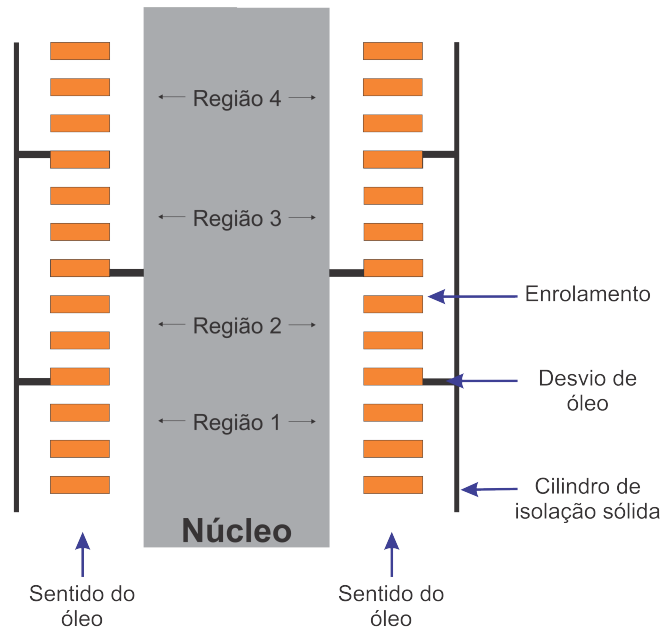 Região 4
Região 3
Enrolamento
Região 2
Desvio de
óleo
Região 1
Cilindro de
isolação sólida
Núcleo
Sentido do
óleo
Sentido do
óleo